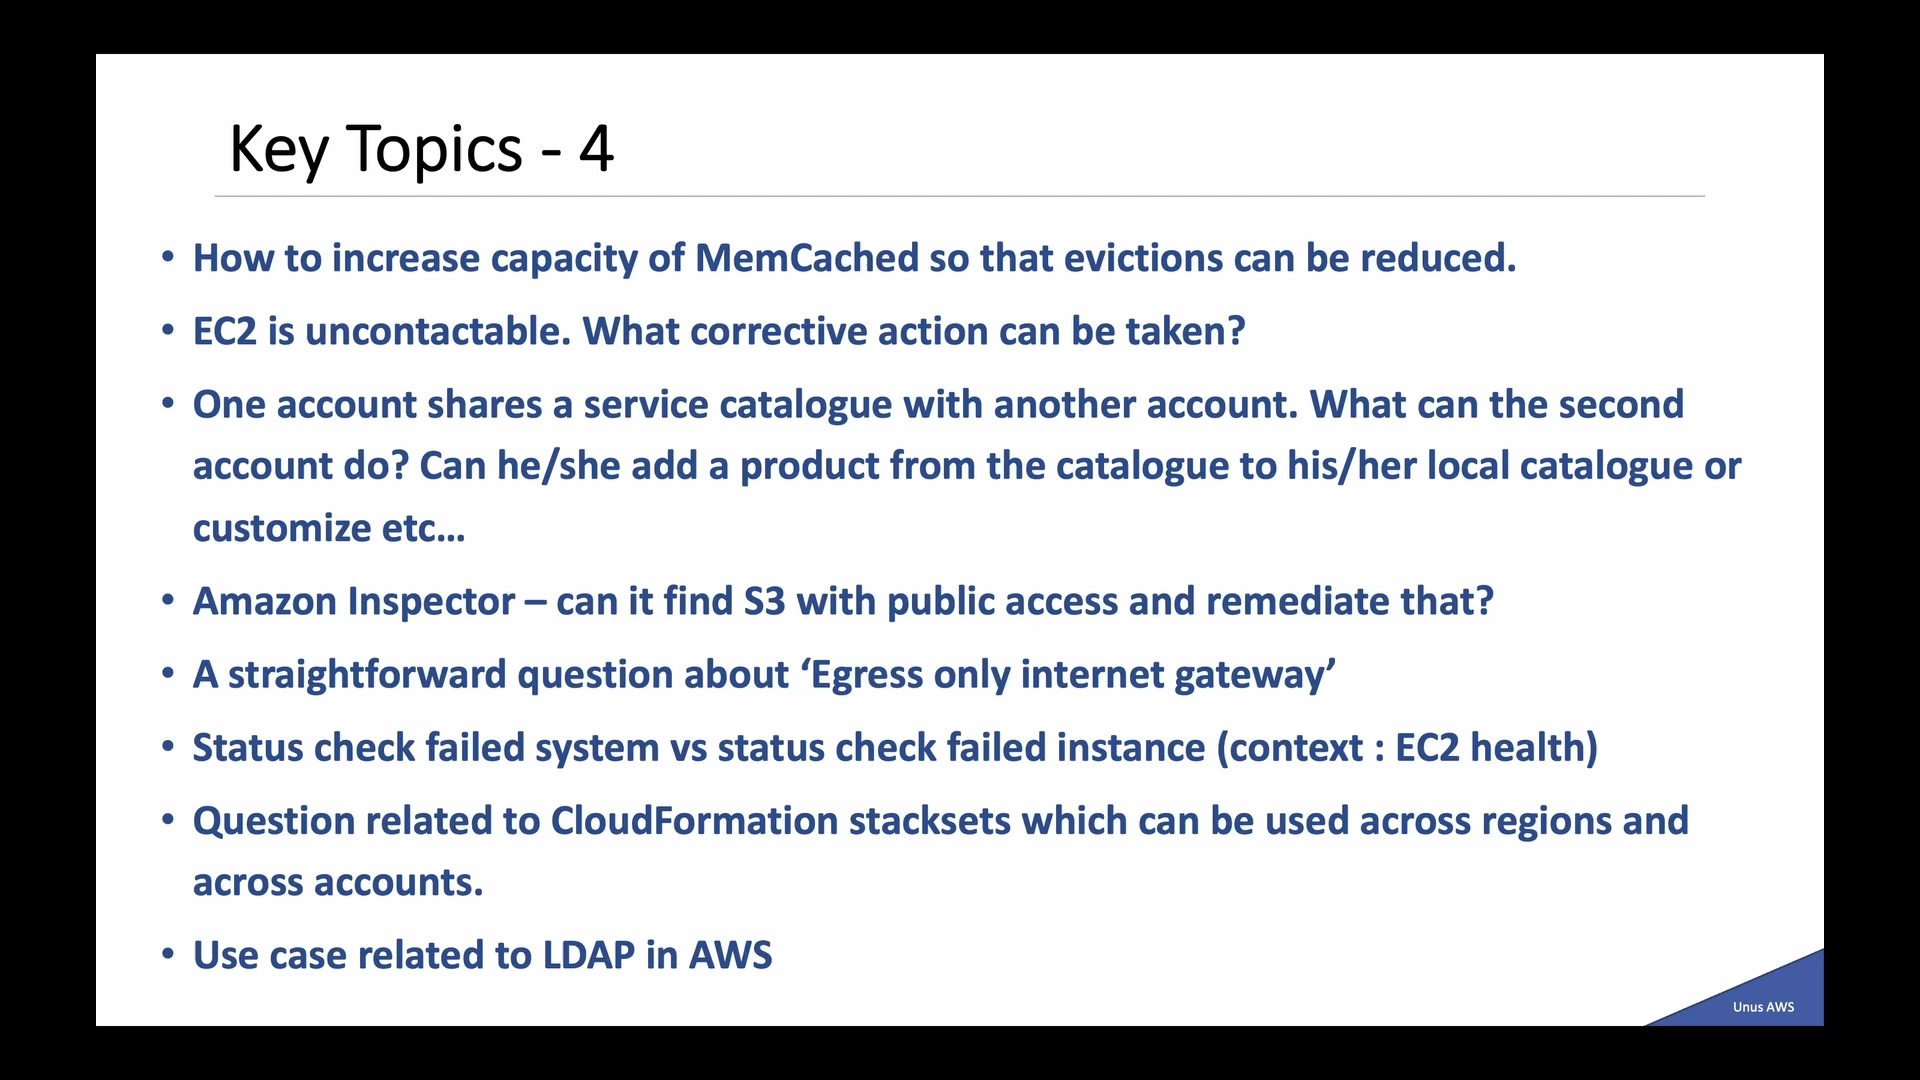 Key Topics - 4
• How to increase capacity of MemCached so that evictions can be reduced.
• EC2 is uncontactable. What corrective action can be taken?
• One account shares a service catalogue with another account. What can the second
account do? Can he/she add a product from the catalogue to his/her local catalogue or
customize etc...
• Amazon Inspector – can it find S3 with public access and remediate that?
• A straightforward question about ‘Egress only internet gateway’
• Status check failed system vs status check failed instance (context : EC2 health)
• Question related to CloudFormation stacksets which can be used across regions and
across accounts.
• Use case related to LDAP in AWS
Unus AWS